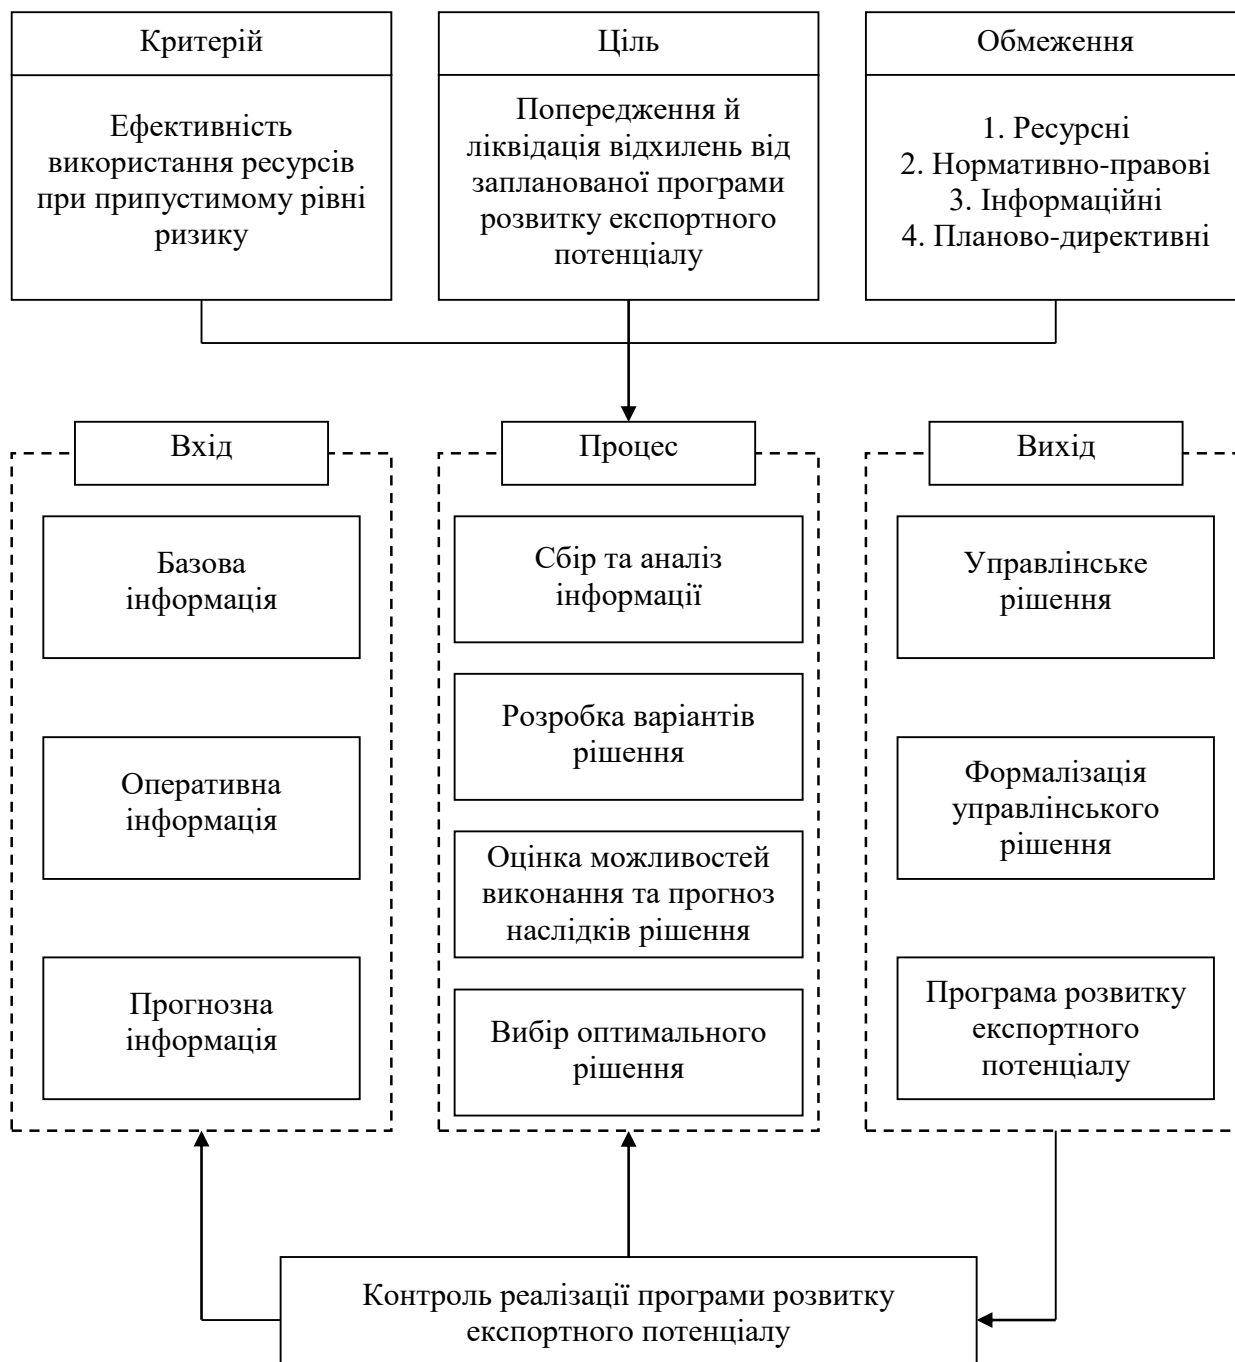 Критерій
Ефективність
використання ресурсів
при припустимому рівні
ризику
Ціль
Попередження й
ліквідація відхилень від
запланованої програми
розвитку експортного
потенціалу
Обмеження
1. Ресурсні
2. Нормативно-правові
3. Інформаційні
4. Планово-директивні
Вхід
Базова
інформація
Оперативна
інформація
Прогнозна
інформація
Процес
Сбір та аналіз
інформації
Розробка варіантів
рішення
Оцінка можливостей
виконання та прогноз
наслідків рішення
Вибір оптимального
рішення
Вихід
Управлінське
рішення
Формалізація
управлінського
рішення
Програма розвитку
експортного
потенціалу
Контроль реалізації програми розвитку
експортного потенціалу